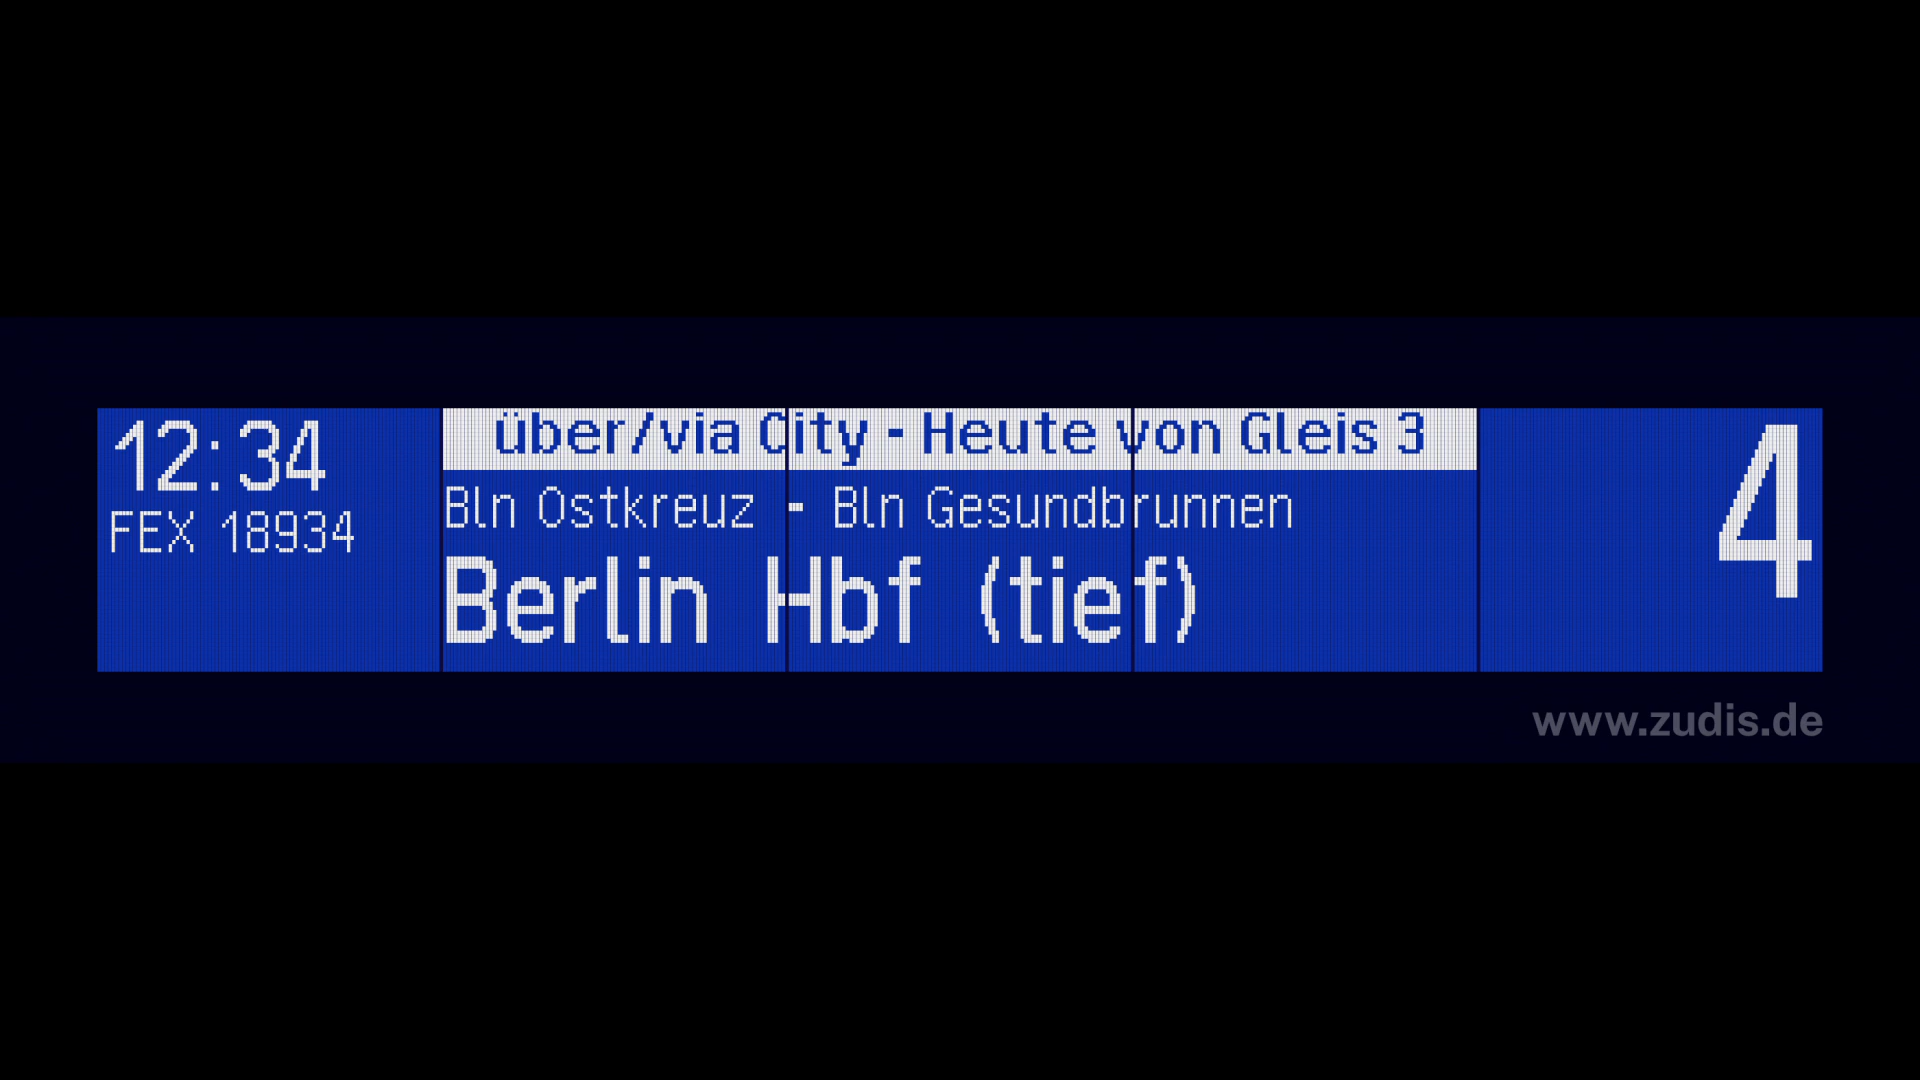 12:34
FEX 18934
über/via City - Heute von Gleis 3
Bln Ostkreuz - Bln Gesundbrunnen
Berlin Hbf (tief)
4
www.zudis.de